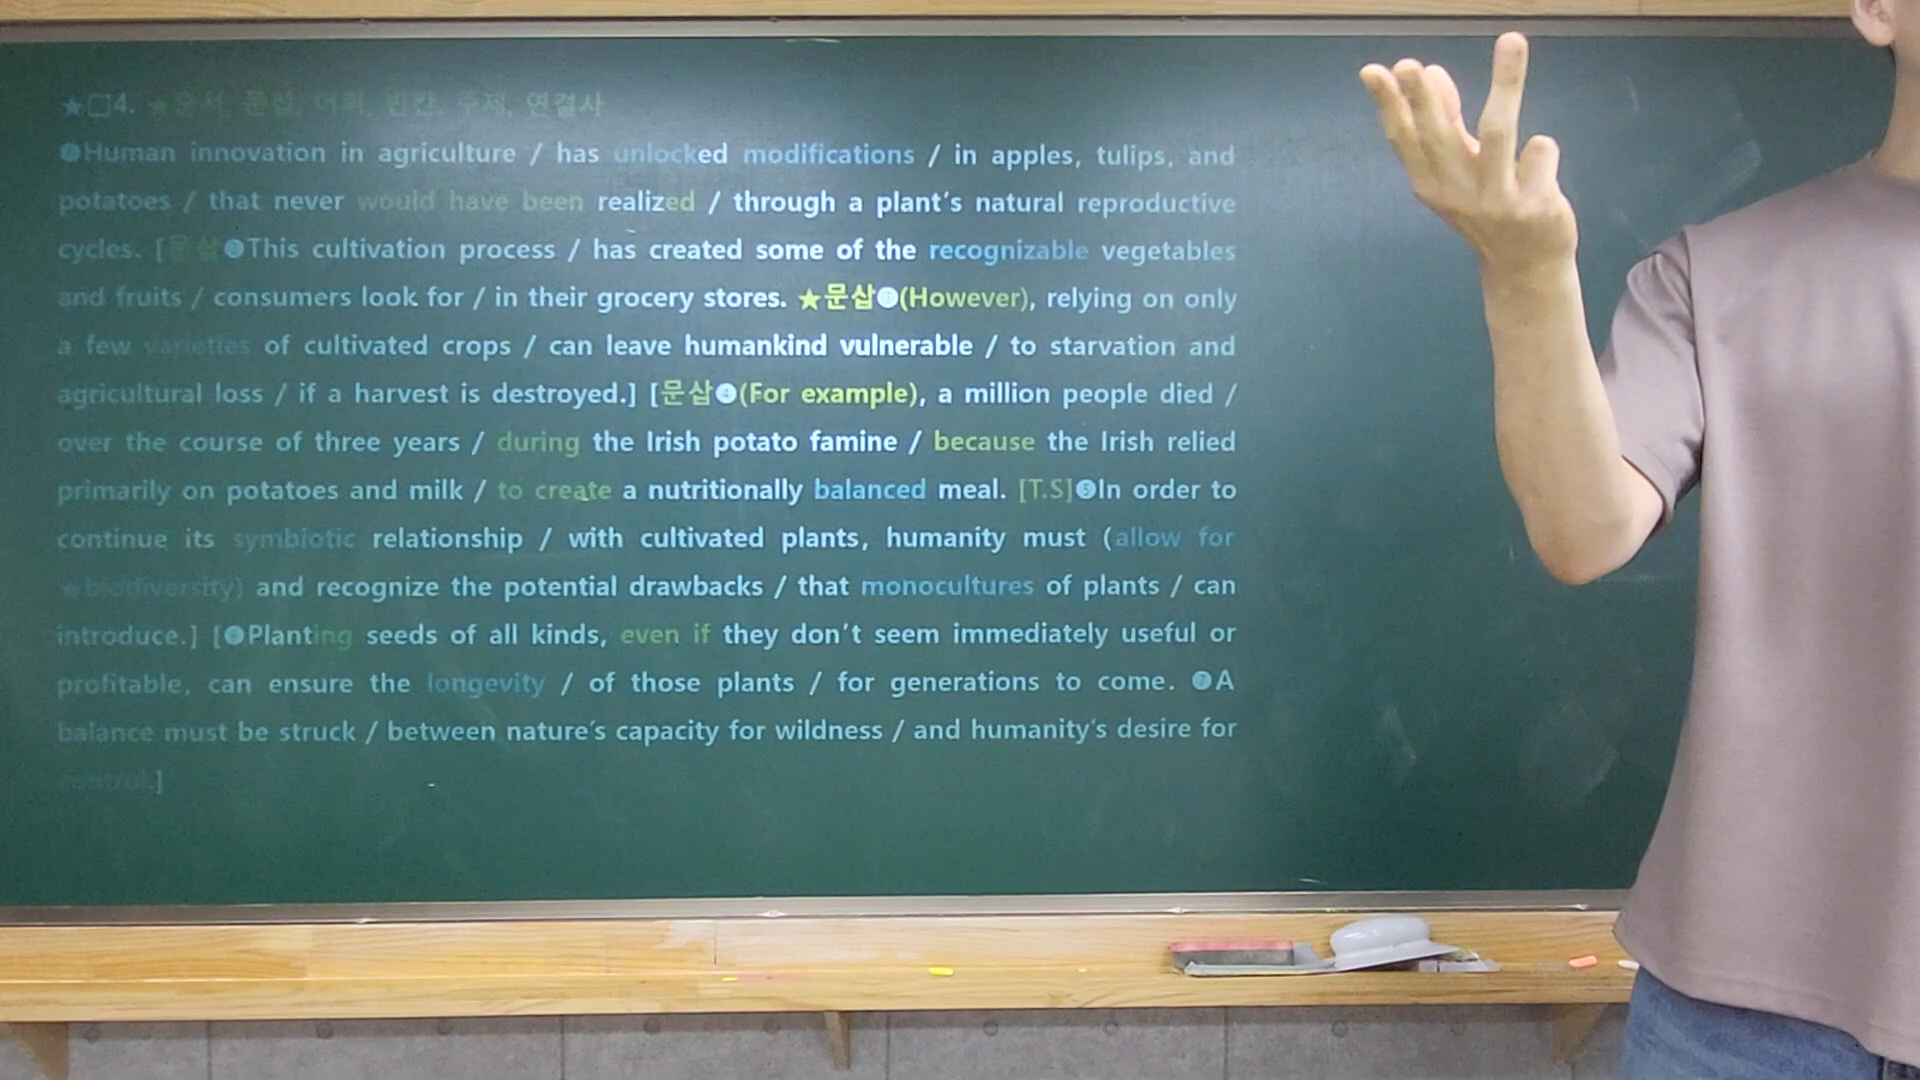 ★□4. ★순서, 문삽, 어휘, 빈칸, 주제, 연결사
❶Human innovation in agriculture / has unlocked modifications / in apples, tulips, and
potatoes / that never would have been realized / through a plant's natural reproductive
cycles. [문삽❷This cultivation process / has created some of the recognizable vegetables
and fruits / consumers look for / in their grocery stores. ★문삽❸(However), relying on only
a few varieties of cultivated crops / can leave humankind vulnerable / to starvation and
agricultural loss / if a harvest is destroyed.] [문삽❹(For example), a million people died /
over the course of three years / during the Irish potato famine / because the Irish relied
primarily on potatoes and milk / to create a nutritionally balanced meal. [T.S]❺In order to
continue its symbiotic relationship / with cultivated plants, humanity must (allow for
★biodiversity) and recognize the potential drawbacks / that monocultures of plants / can
introduce.] [❻Planting seeds of all kinds, even if they don't seem immediately useful or
profitable, can ensure the longevity / of those plants / for generations to come. ❼A
balance must be struck / between nature's capacity for wildness / and humanity's desire for
control.]